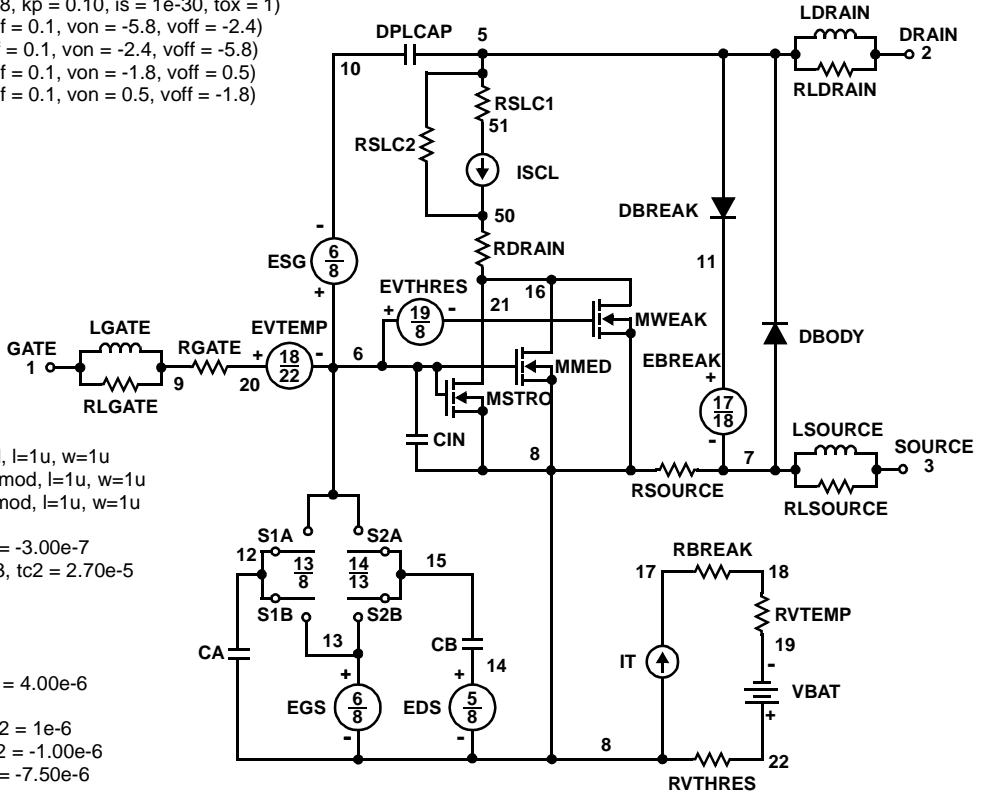 8, kp = 0.10, is = 1e-30, tox = 1)
f = 0.1, von = -5.8, voff = -2.4)
f = 0.1, von = -2.4, voff = -5.8)
f = 0.1, von = -1.8, voff = 0.5)
f = 0.1, von = 0.5, voff = -1.8)
DPLCAP
5
10
LDRAIN
DRAIN
2
RLDRAIN
RSLC1
51
RSLC2
ISCL
50
DBREAK
RDRAIN
11
ESG
-
6
8
+
EVTHRES
+
19
8
-
21
16
MWEAK
DBODY
LGATE
GATE
1
RLGATE
9
RGATE
20
EVTEMP
+
18
22
-
6
MMED
MSTRO
EBREAK
+
17
18
-
CIN
8
7
RSOURCE
LSOURCE
SOURCE
3
RLSOURCE
, l=1u, w=1u
mod, l=1u, w=1u
mod, l=1u, w=1u
= -3.00e-7
, tc2 = 2.70e-5
S1A
S2A
12
13
8
14
13
15
S1B
S2B
13
CA
CB
14
+
EGS
6
8
-
+
EDS
5
8
-
RBREAK
17
18
RVTEMP
19
IT
-
VBAT
+
8
22
RVTHRES
= 4.00e-6
2 = 1e-6
2 = -1.00e-6
= -7.50e-6